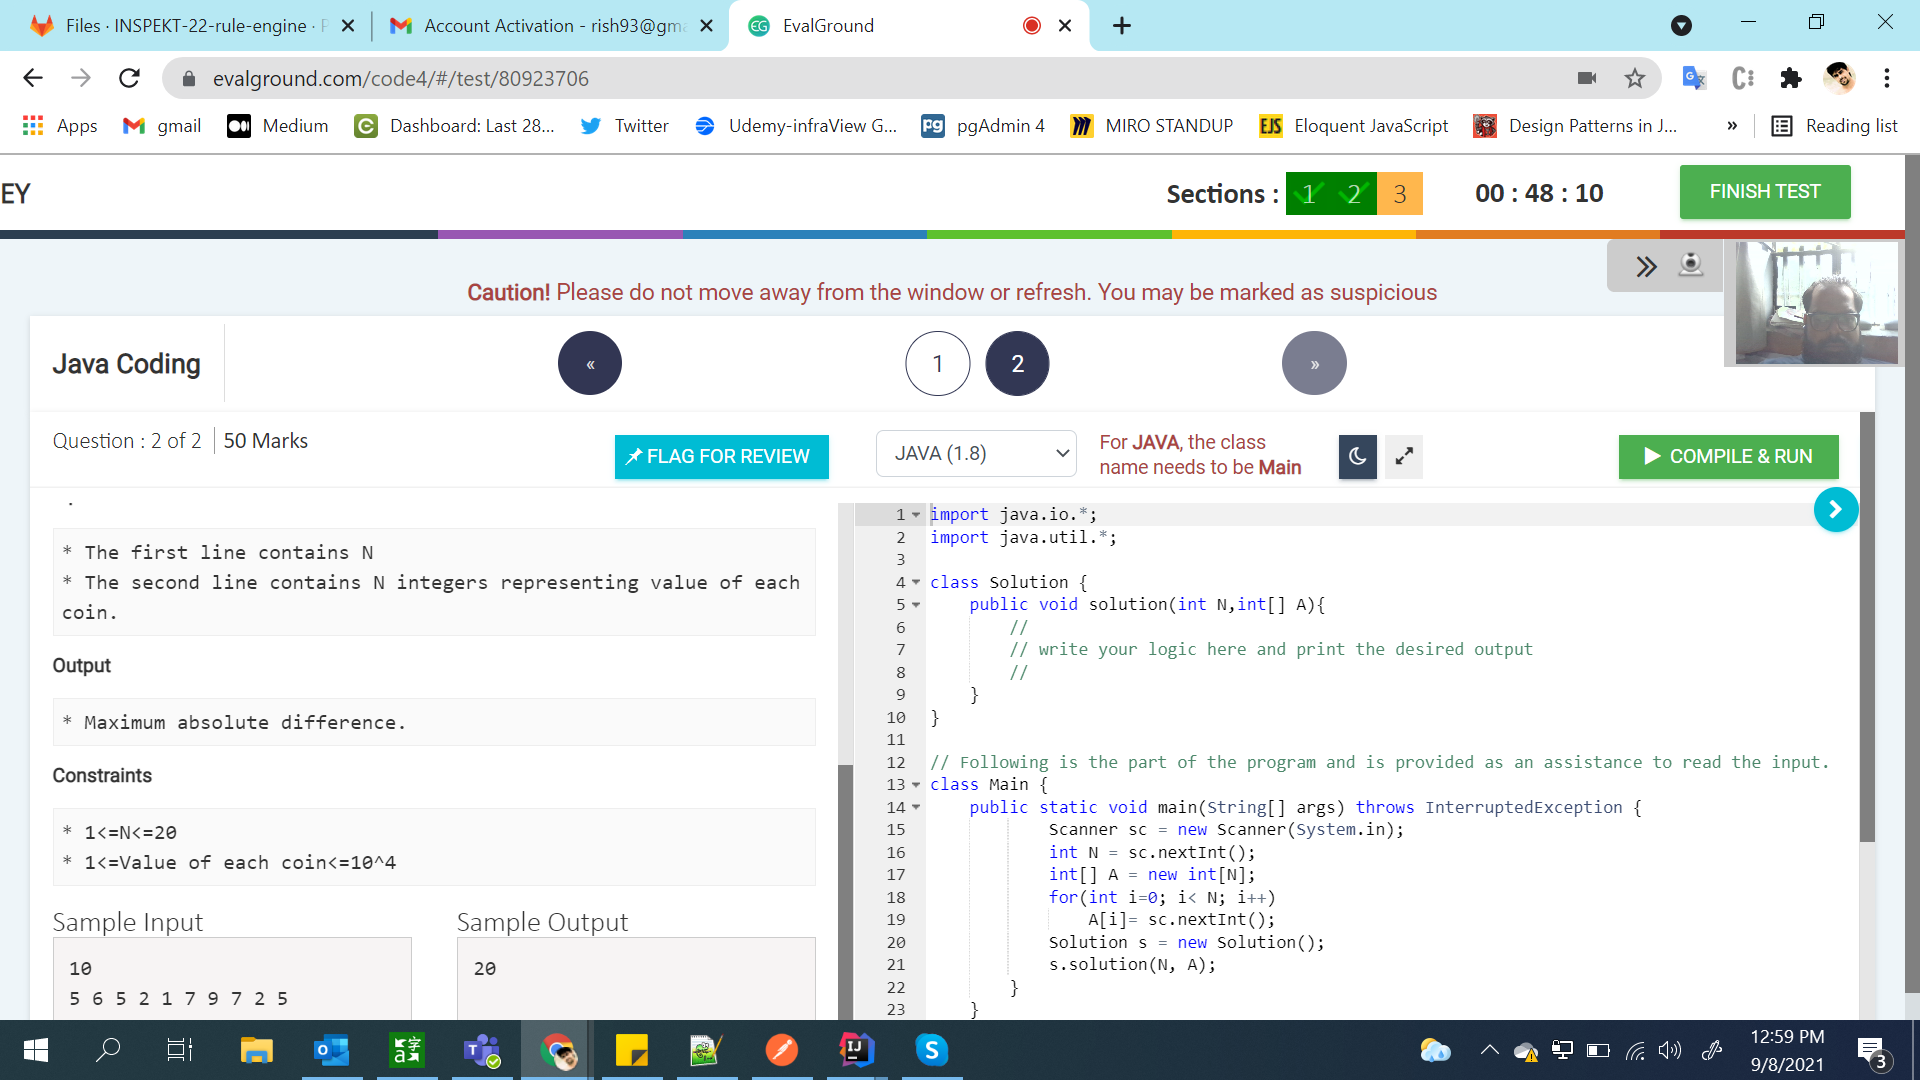 Files · INSPEKT-22-rule-engine ·
Account Activation - rish93@gm
EG EvalGround
evalground.com/code4/#/test/80923706
Apps gmail Medium Dashboard: Last 28... Twitter Udemy-infraView G... pg pgAdmin 4 MIRO STANDUP EJS Eloquent JavaScript Design Patterns in J... » Reading list
EY
Sections : 1 2 3
00 : 48 : 10
FINISH TEST
Caution! Please do not move away from the window or refresh. You may be marked as suspicious
Java Coding
« 1 2 »
Question : 2 of 2 50 Marks
FLAG FOR REVIEW
JAVA (1.8)
For JAVA, the class
name needs to be Main
COMPILE & RUN
* The first line contains N
* The second line contains N integers representing value of each
coin.
Output
* Maximum absolute difference.
Constraints
* 1<=N<=20
* 1<=Value of each coin<=10^4
Sample Input
10
5 6 5 2 1 7 9 7 2 5
Sample Output
20
1 import java.io.*;
2 import java.util.*;
3
4 class Solution {
5 public void solution(int N,int[] A){
6 //
7 // write your logic here and print the desired output
8 //
9 }
10 }
11
12 // Following is the part of the program and is provided as an assistance to read the input.
13 class Main {
14 public static void main(String[] args) throws InterruptedException {
15 Scanner sc = new Scanner(System.in);
16 int N = sc.nextInt();
17 int[] A = new int[N];
18 for(int i=0; i< N; i++)
19 A[i]= sc.nextInt();
20 Solution s = new Solution();
21 s.solution(N, A);
22 }
23 }
12:59 PM
9/8/2021
3